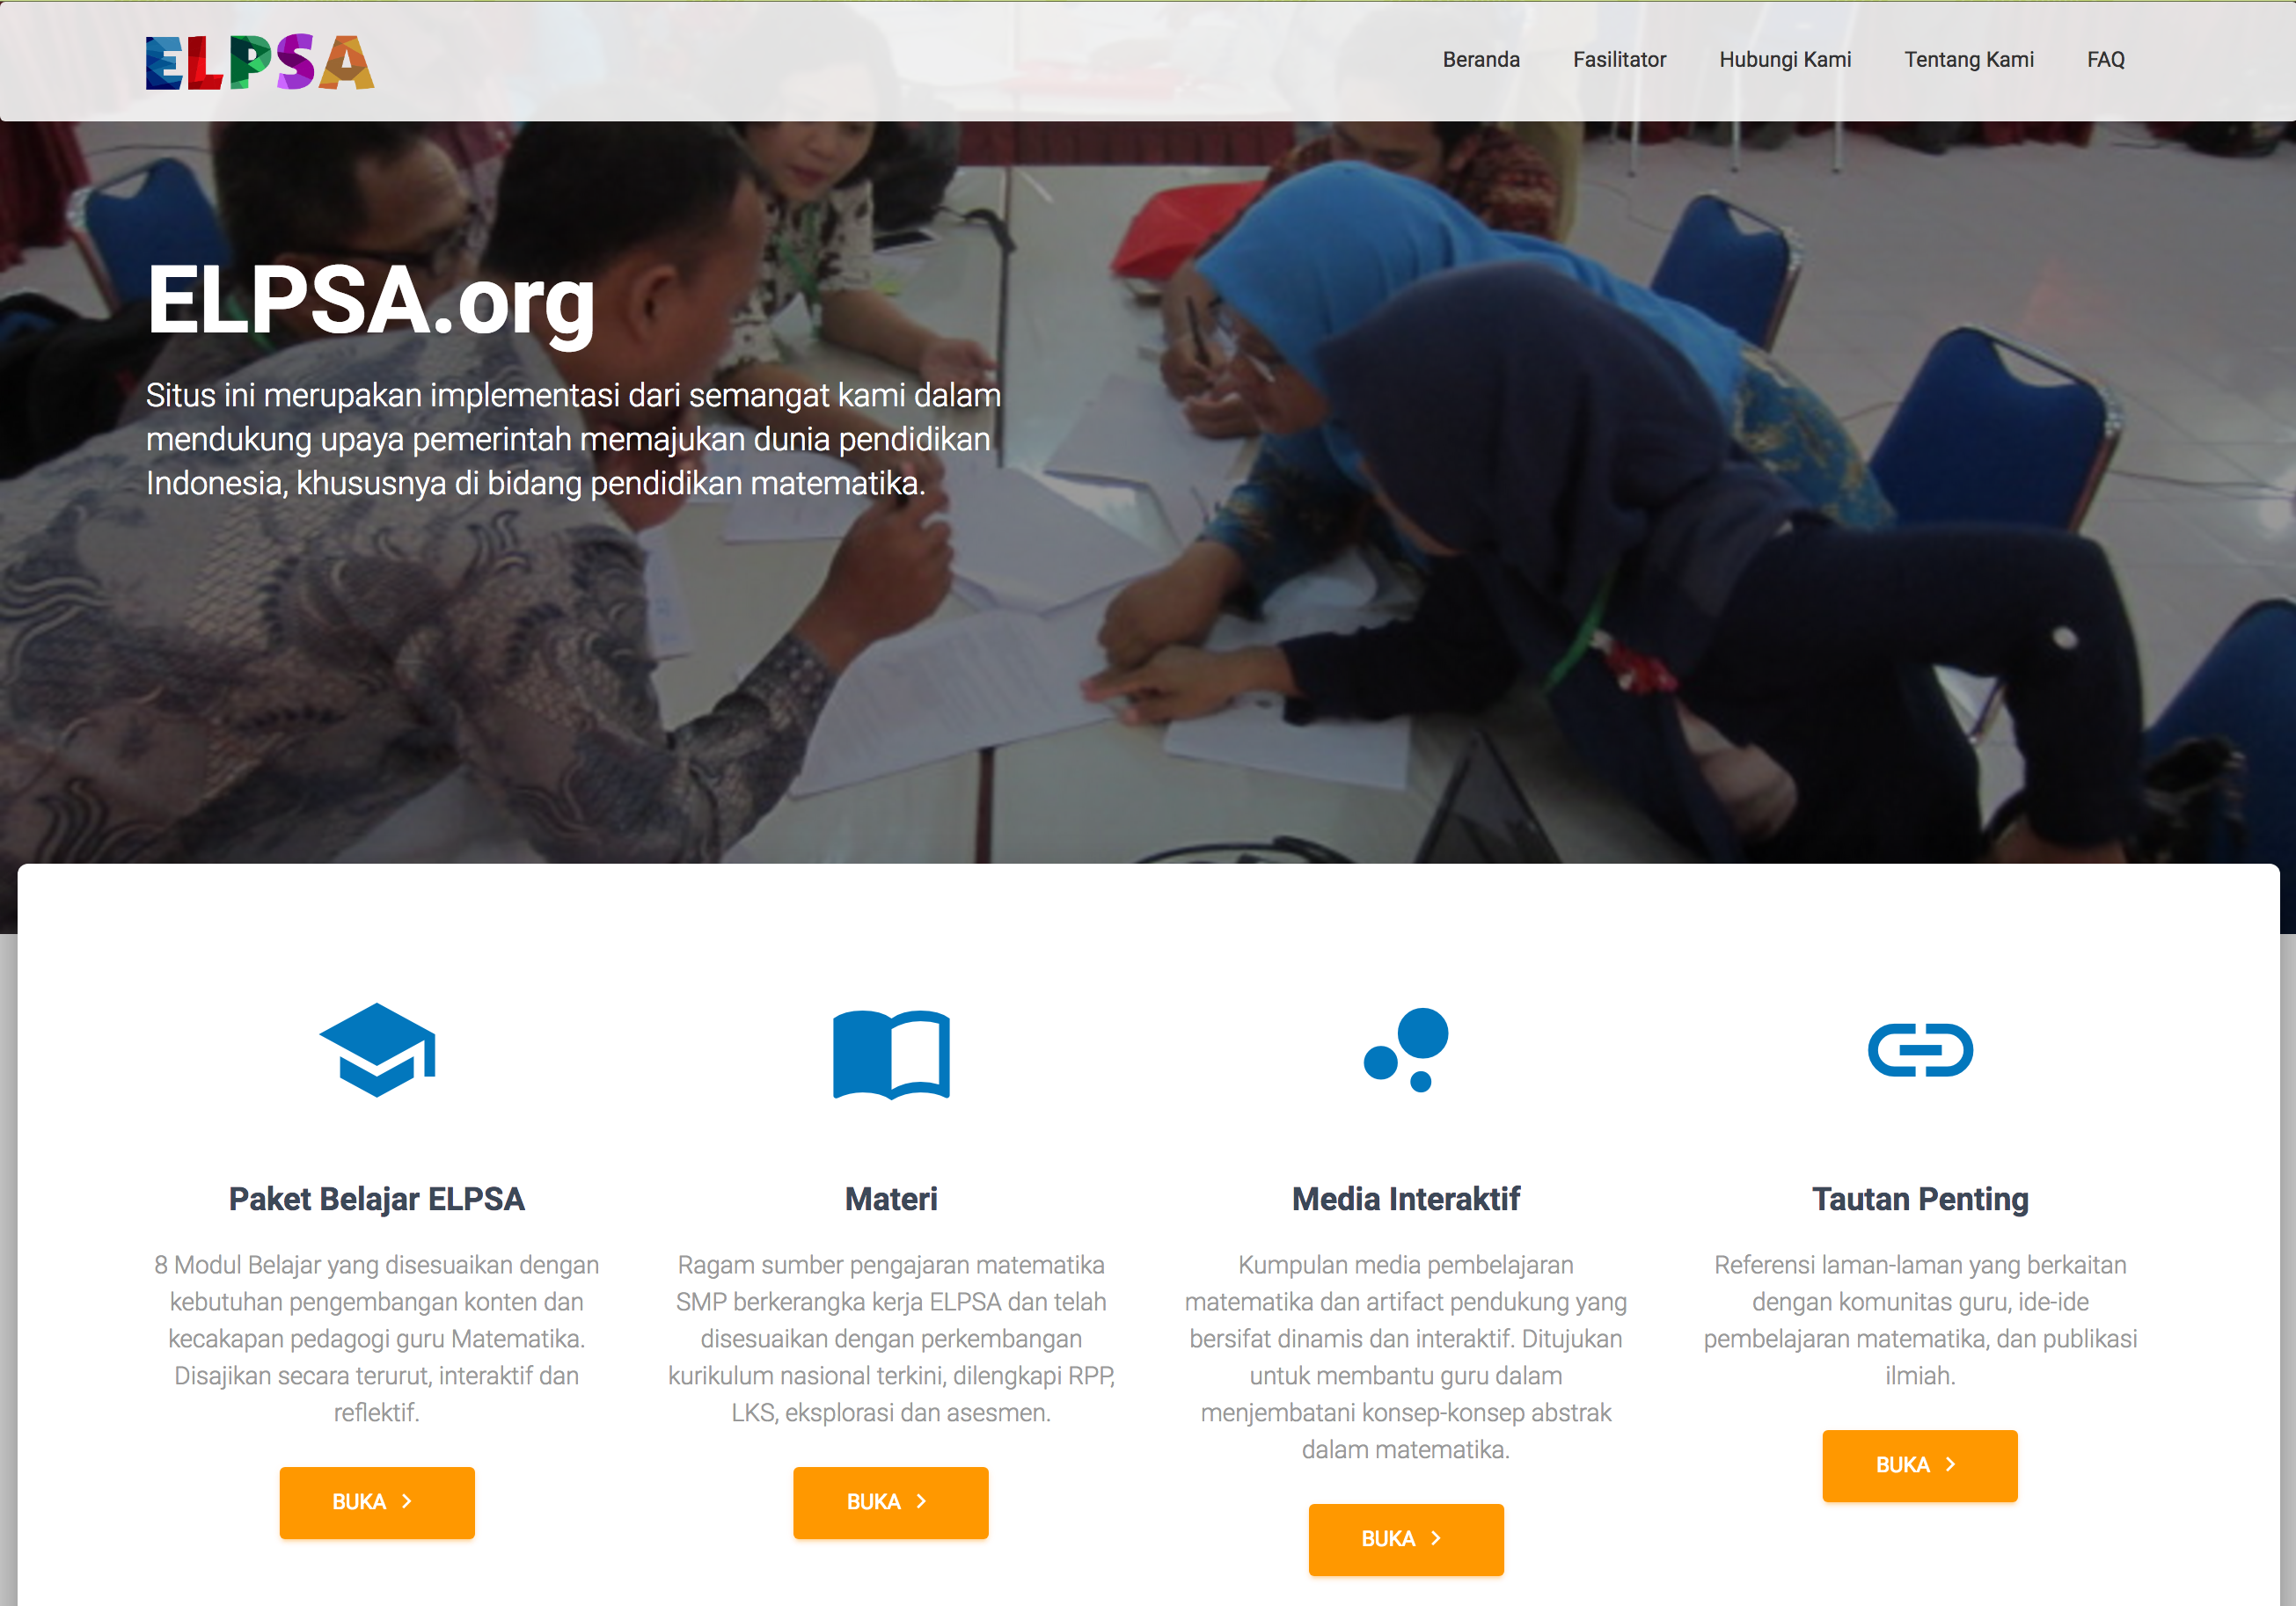 ELPSA
Beranda
Fasilitator
Hubungi Kami
Tentang Kami
FAQ
ELPSA.org
Situs ini merupakan implementasi dari semangat kami dalam
mendukung upaya pemerintah memajukan dunia pendidikan
Indonesia, khususnya di bidang pendidikan matematika.
Paket Belajar ELPSA
8 Modul Belajar yang disesuaikan dengan
kebutuhan pengembangan konten dan
kecakapan pedagogi guru Matematika.
Disajikan secara terurut, interaktif dan
reflektif.
BUKA
Materi
Ragam sumber pengajaran matematika
SMP berkerangka kerja ELPSA dan telah
disesuaikan dengan perkembangan
kurikulum nasional terkini, dilengkapi RPP,
LKS, eksplorasi dan asesmen.
BUKA
Media Interaktif
Kumpulan media pembelajaran
matematika dan artifact pendukung yang
bersifat dinamis dan interaktif. Ditujukan
untuk membantu guru dalam
menjembatani konsep-konsep abstrak
dalam matematika.
BUKA
Tautan Penting
Referensi laman-laman yang berkaitan
dengan komunitas guru, ide-ide
pembelajaran matematika, dan publikasi
ilmiah.
BUKA